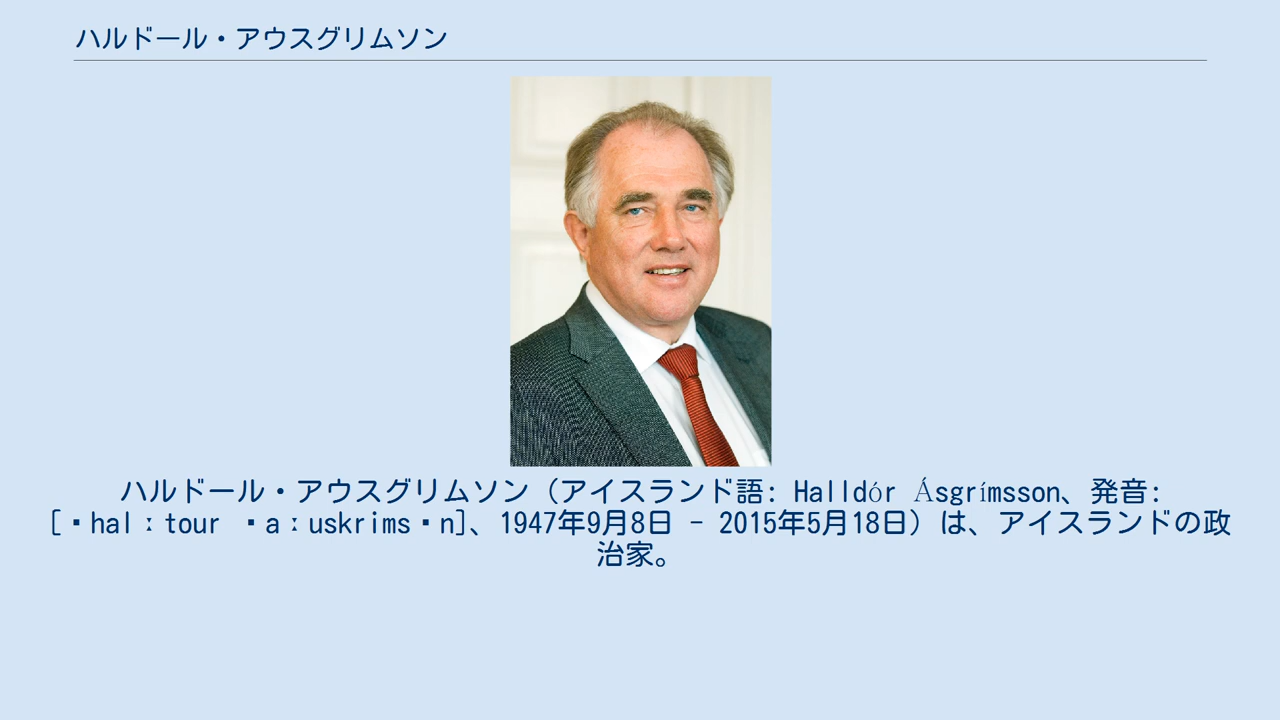 ハルドール・アウスグリムソン
ハルドール・アウスグリムソン（アイスランド語: Halldór Ásgrímsson、発音:
[▪halːtour ▪aːuskrims▪n]、1947年9月8日 - 2015年5月18日）は、アイスランドの政
治家。